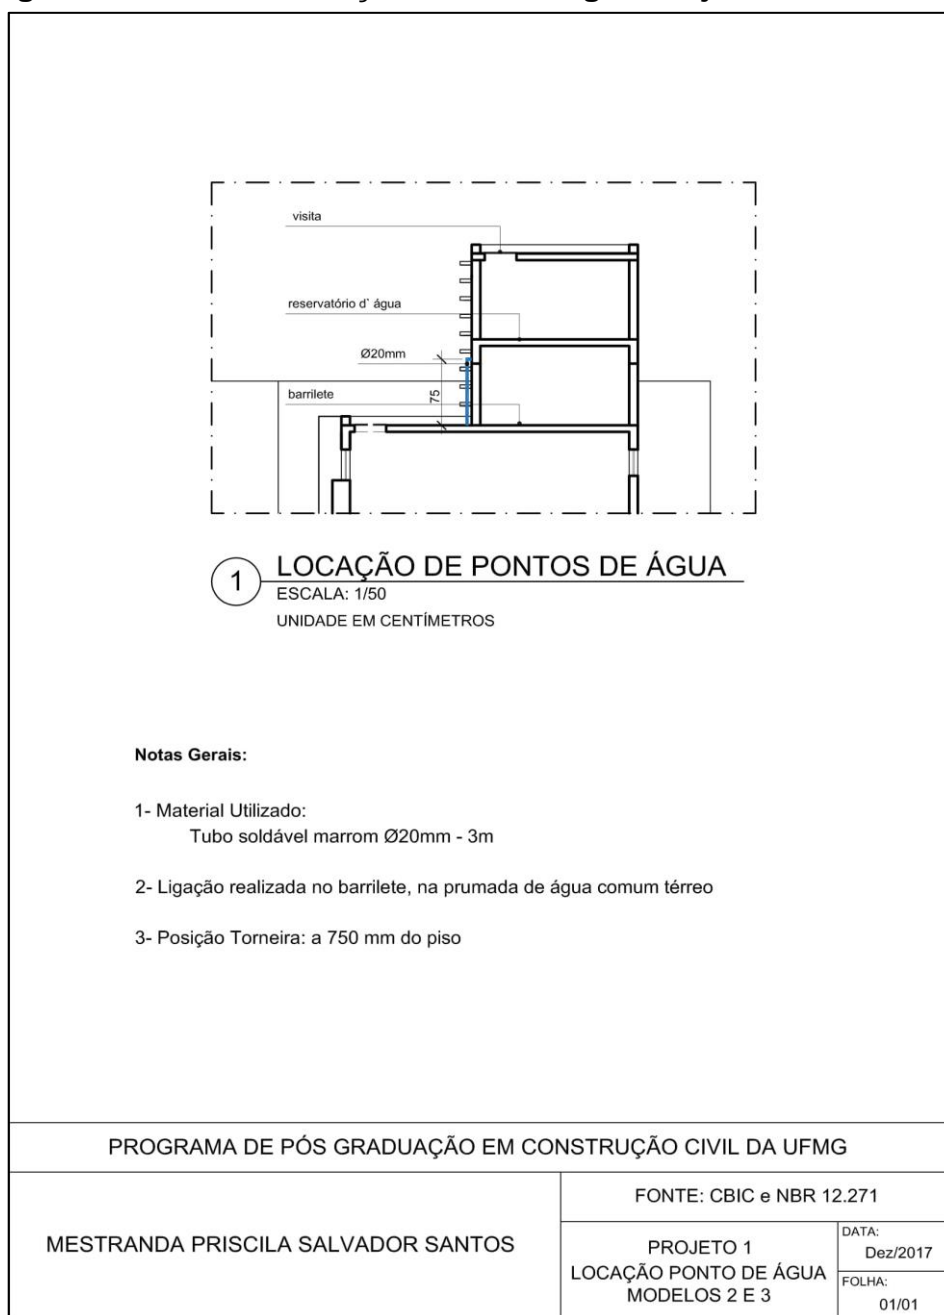 visita
reservatório d` água
Ø20mm
75
barrilete
1
LOCAÇÃO DE PONTOS DE ÁGUA
ESCALA: 1/50
UNIDADE EM CENTÍMETROS
Notas Gerais:
1- Material Utilizado:
Tubo soldável marrom Ø20mm - 3m
2- Ligação realizada no barrilete, na prumada de água comum térreo
3- Posição Torneira: a 750 mm do piso
PROGRAMA DE PÓS GRADUAÇÃO EM CONSTRUÇÃO CIVIL DA UFMG
MESTRANDA PRISCILA SALVADOR SANTOS
FONTE: CBIC e NBR 12.271
PROJETO 1
LOCAÇÃO PONTO DE ÁGUA
MODELOS 2 E 3
DATA:
Dez/2017
FOLHA:
01/01